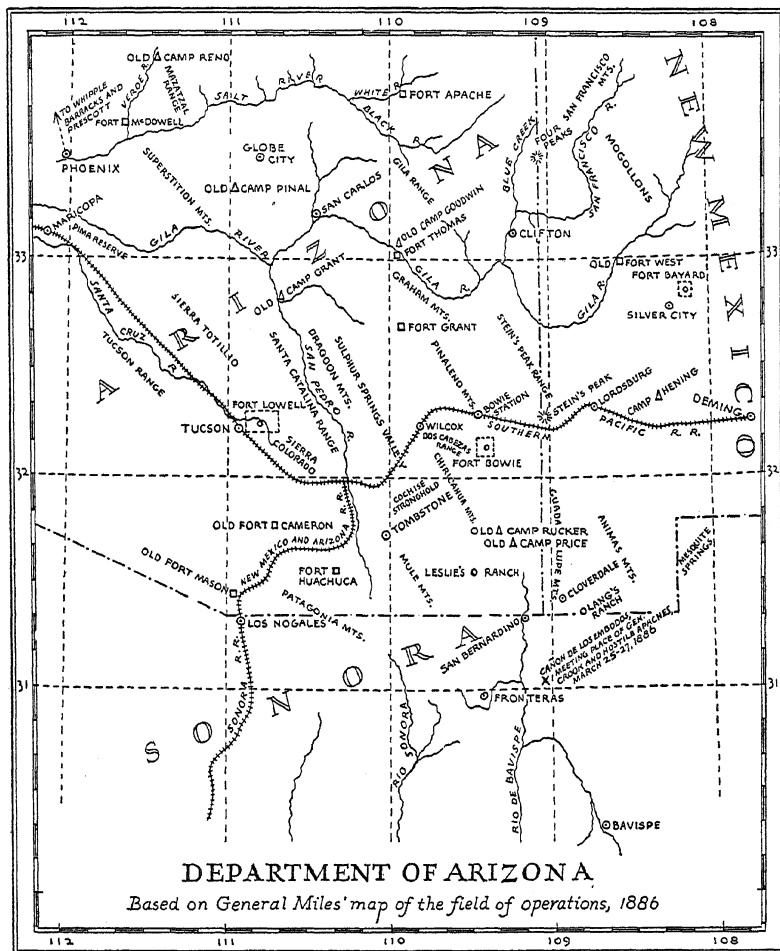 112
111
110
109
108
OLD CAMP RENO
VERDE R.
MAZATZAL RANGE
TO WHIPPLE
BARRACKS AND
PRESCOTT
FORT McDOWELL
SALT RIVER
WHITE R.
FORT APACHE
BLACK R.
PHOENIX
GLOBE
CITY
SUPERSTITION MTS.
OLD CAMP PINAL
SAN CARLOS
GILA RANGE
BLUE CREEK
FOUR
PEAKS
SAN FRANCISCO
MTS.
SAN FRANCISCO R.
MOGOLLONS
NEW MEXICO
ARIZONA
MARICOPA
PIMA RESERVE
GILA RIVER
OLD CAMP GOODWIN
FORT THOMAS
CLIFTON
33
33
OLD FORT WEST
FORT BAYARD
SILVER CITY
OLD CAMP GRANT
GRAHAM MTS.
GILA R.
GILA R.
SANTA CRUZ R.
TUCSON RANGE
SIERRA TOTILLO
SANTA CATALINA RANGE
SAN PEDRO R.
DRAGOON MTS.
SULPHUR SPRINGS VALLEY
FORT GRANT
PINALENO MTS.
STEIN'S PEAK RANGE
STEIN'S PEAK
LORDSBURG
CAMP HENING
DEMING
FORT LOWELL
TUCSON
SIERRA
COLORADO
BOWIE
STATION
WILCOX
DOS CABEZAS
RANGE
FORT BOWIE
SOUTHERN PACIFIC R. R.
32
32
COCHISE
STRONGHOLD
CHIRICAHUA MTS.
TOMBSTONE
OLD FORT CAMERON
NEW MEXICO AND ARIZONA R. R.
OLD CAMP RUCKER
OLD CAMP PRICE
GUADALUPE MTS.
ANIMAS MTS.
MESQUITE
SPRINGS
OLD FORT MASON
FORT
HUACHUCA
LESLIE'S RANCH
MULE MTS.
CLOVERDALE
LANG'S
RANCH
PATAGONIA MTS.
LOS NOGALES
SAN BERNARDINO
CAÑON DE LOS EMBUDOS
X MEETING PLACE OF GEN.
CROOK AND HOSTILE APACHES,
MARCH 25-27, 1886
31
31
SONORA
SONORA R. R.
FRONTERAS
RIO SONORA
RIO DE BAVISPE
BAVISPE
DEPARTMENT OF ARIZONA
Based on General Miles' map of the field of operations, 1886
112
111
110
109
108